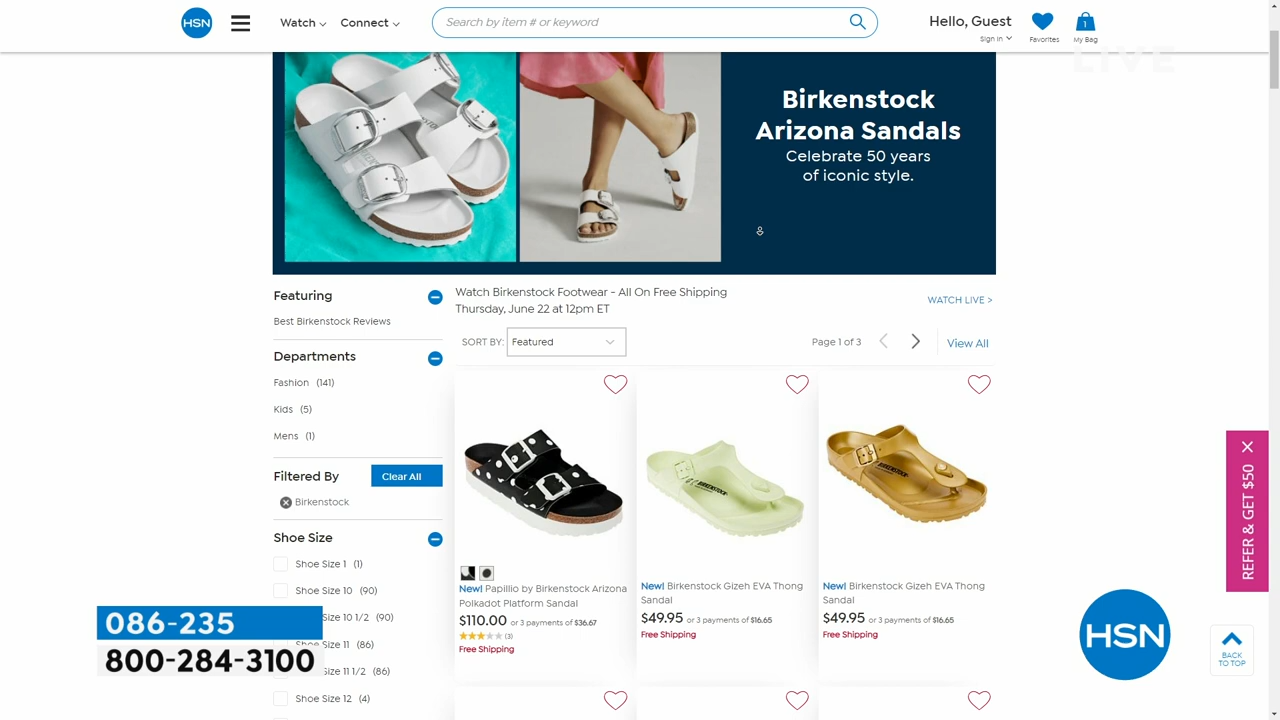 HSN
Watch
Connect
Search by item # or keyword
Hello, Guest
Sign In
Favorites
1
My Bag
LIVE
Birkenstock
Arizona Sandals
Celebrate 50 years
of iconic style.
Featuring
Best Birkenstock Reviews
Departments
Fashion (141)
Kids (5)
Mens (1)
Filtered By
Clear All
Birkenstock
Shoe Size
Shoe Size 1 (1)
Shoe Size 10 (90)
Size 10 1/2 (90)
Shoe Size 11 (86)
Size 11 1/2 (86)
Shoe Size 12 (4)
086-235
800-284-3100
Watch Birkenstock Footwear - All On Free Shipping
Thursday, June 22 at 12pm ET
WATCH LIVE >
SORT BY: Featured
Page 1 of 3
View All
New! Papillio by Birkenstock Arizona
Polkadot Platform Sandal
$110.00 or 3 payments of $36.67
(3)
Free Shipping
BIRKENSTOCK
New! Birkenstock Gizeh EVA Thong
Sandal
$49.95 or 3 payments of $16.65
Free Shipping
BIRKENSTOCK
New! Birkenstock Gizeh EVA Thong
Sandal
$49.95 or 3 payments of $16.65
Free Shipping
REFER & GET $50
HSN
BACK
TO TOP